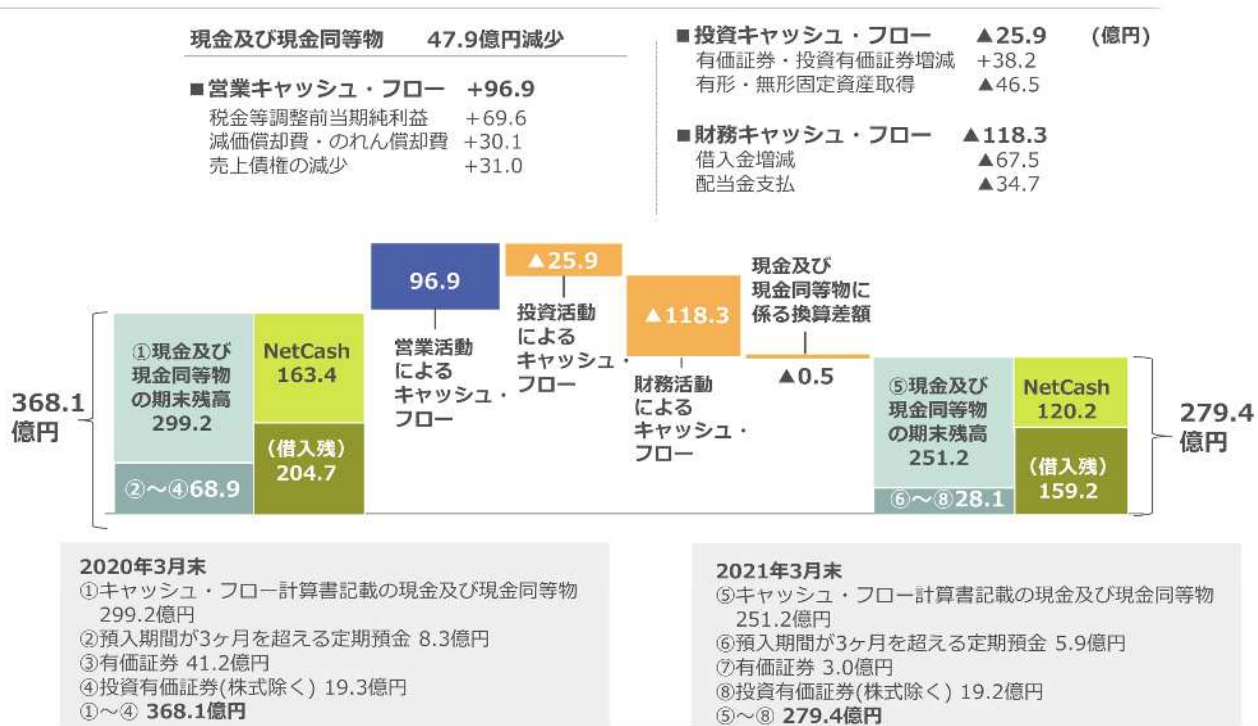 現金及び現金同等物 47.9億円減少
■営業キャッシュ・フロー +96.9
税金等調整前当期純利益 +69.6
減価償却費・のれん償却費 +30.1
売上債権の減少 +31.0
■投資キャッシュ・フロー ▲25.9 (億円)
有価証券・投資有価証券増減 +38.2
有形・無形固定資産取得 ▲46.5
■財務キャッシュ・フロー ▲118.3
借入金増減 ▲67.5
配当金支払 ▲34.7
368.1
億円
①現金及び
現金同等物
の期末残高
299.2
②～④68.9
NetCash
163.4
(借入残)
204.7
96.9
営業活動
による
キャッシュ・
フロー
▲25.9
投資活動
による
キャッシュ・
フロー
▲118.3
財務活動
による
キャッシュ・
フロー
現金及び
現金同等物に
係る換算差額
▲0.5
⑤現金及び
現金同等物
の期末残高
251.2
⑥～⑧28.1
NetCash
120.2
(借入残)
159.2
279.4
億円
2020年3月末
①キャッシュ・フロー計算書記載の現金及び現金同等物
299.2億円
②預入期間が3ヶ月を超える定期預金 8.3億円
③有価証券 41.2億円
④投資有価証券(株式除く) 19.3億円
①～④ 368.1億円
2021年3月末
⑤キャッシュ・フロー計算書記載の現金及び現金同等物
251.2億円
⑥預入期間が3ヶ月を超える定期預金 5.9億円
⑦有価証券 3.0億円
⑧投資有価証券(株式除く) 19.2億円
⑤～⑧ 279.4億円